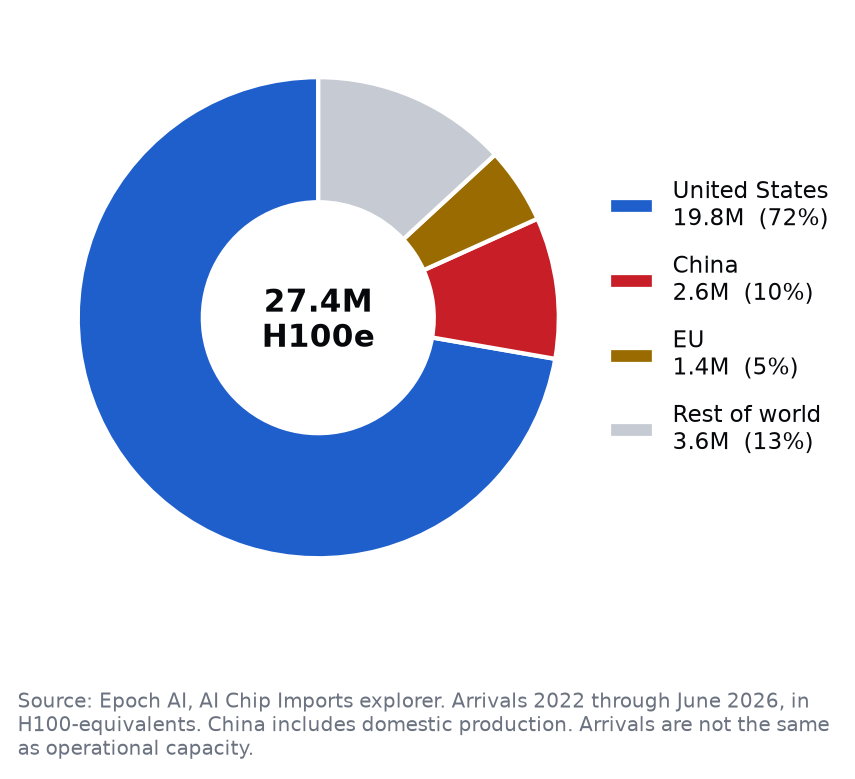 27.4M
H100e
United States
19.8M (72%)
China
2.6M (10%)
EU
1.4M (5%)
Rest of world
3.6M (13%)
Source: Epoch AI, AI Chip Imports explorer. Arrivals 2022 through June 2026, in
H100-equivalents. China includes domestic production. Arrivals are not the same
as operational capacity.